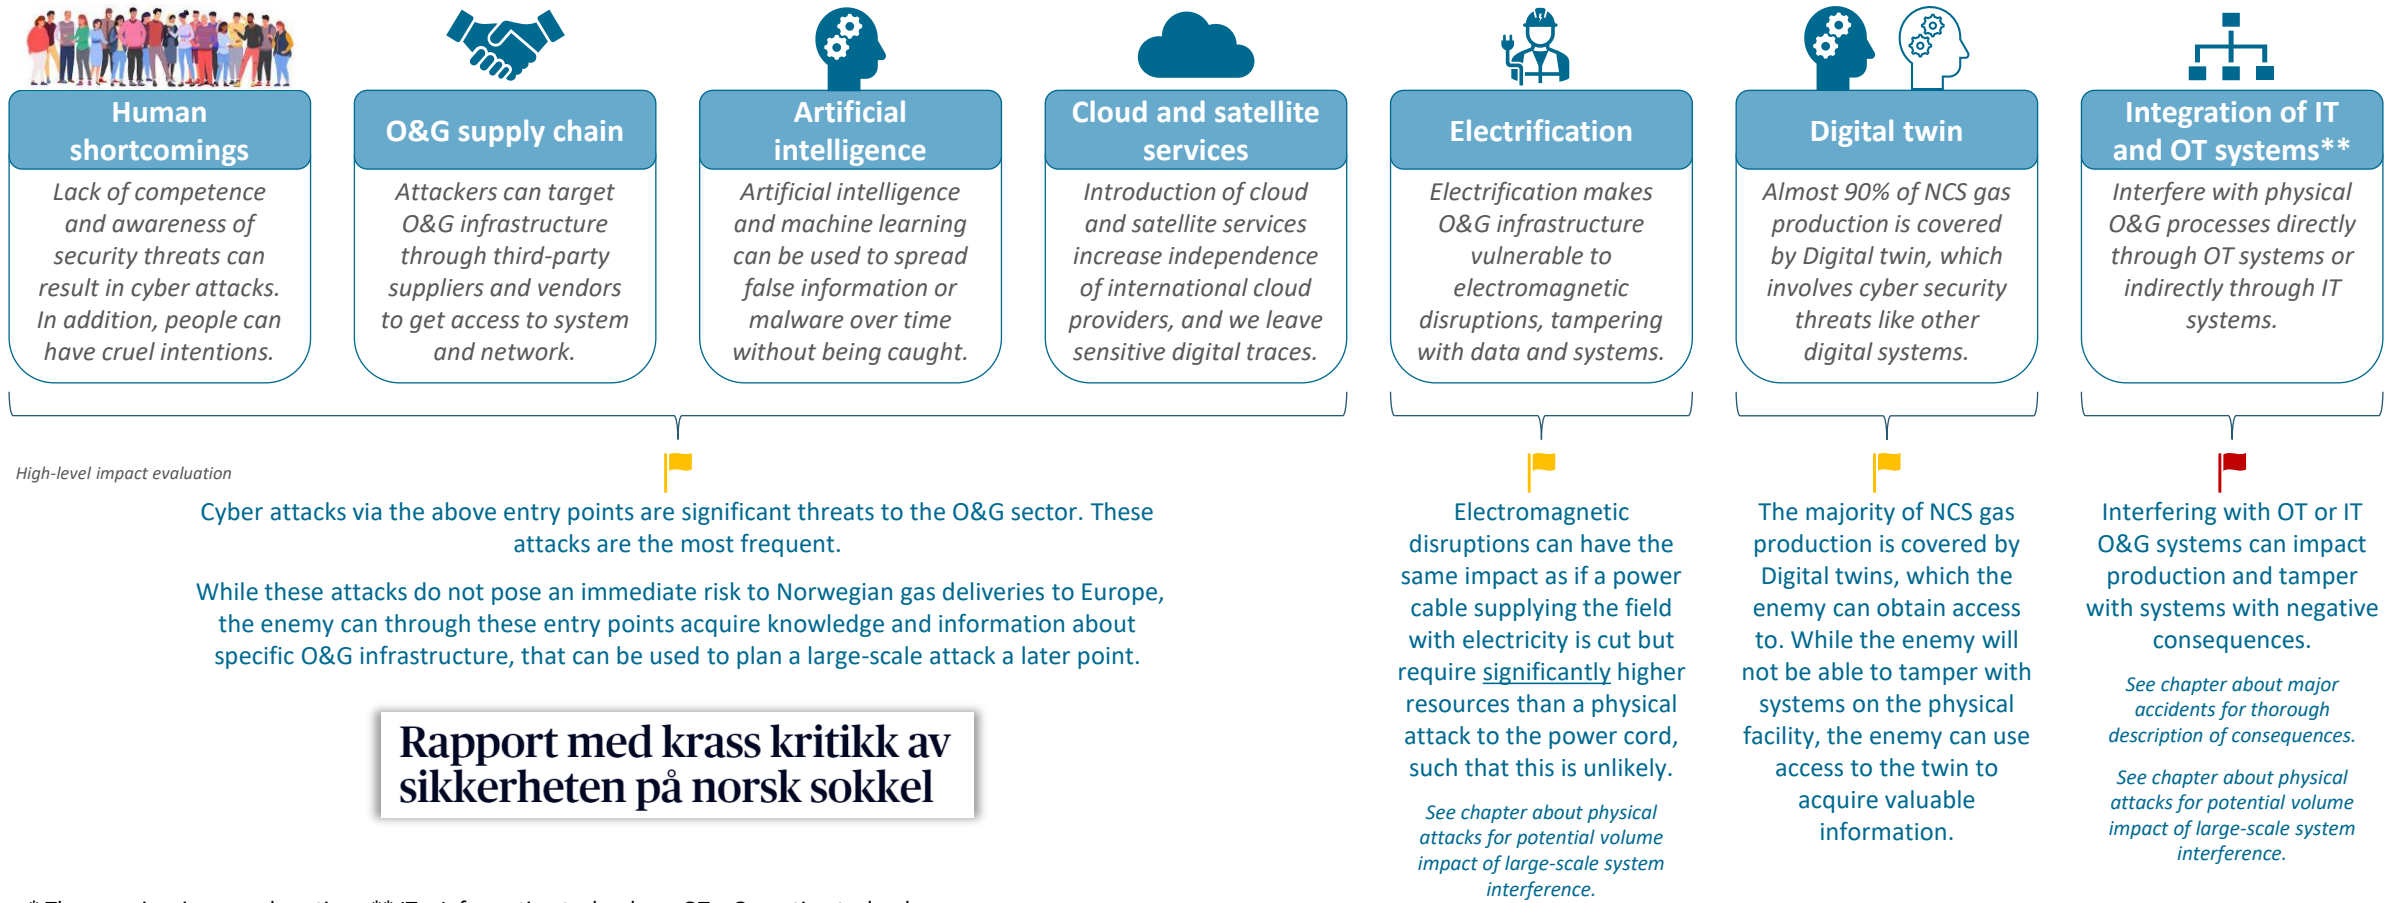 Human
shortcomings
Lack of competence
and awareness of
security threats can
result in cyber attacks.
In addition, people can
have cruel intentions.
O&G supply chain
Attackers can target
O&G infrastructure
through third-party
suppliers and vendors
to get access to system
and network.
Artificial
intelligence
Artificial intelligence
and machine learning
can be used to spread
false information or
malware over time
without being caught.
Cloud and satellite
services
Introduction of cloud
and satellite services
increase independence
of international cloud
providers, and we leave
sensitive digital traces.
Electrification
Electrification makes
O&G infrastructure
vulnerable to
electromagnetic
disruptions, tampering
with data and systems.
Digital twin
Almost 90% of NCS gas
production is covered
by Digital twin, which
involves cyber security
threats like other
digital systems.
Integration of IT
and OT systems**
Interfere with physical
O&G processes directly
through OT systems or
indirectly through IT
systems.
High-level impact evaluation
Cyber attacks via the above entry points are significant threats to the O&G sector. These
attacks are the most frequent.
While these attacks do not pose an immediate risk to Norwegian gas deliveries to Europe,
the enemy can through these entry points acquire knowledge and information about
specific O&G infrastructure, that can be used to plan a large-scale attack a later point.
Rapport med krass kritikk av
sikkerheten på norsk sokkel
Electromagnetic
disruptions can have the
same impact as if a power
cable supplying the field
with electricity is cut but
require significantly higher
resources than a physical
attack to the power cord,
such that this is unlikely.
See chapter about physical
attacks for potential volume
impact of large-scale system
interference.
The majority of NCS gas
production is covered by
Digital twins, which the
enemy can obtain access
to. While the enemy will
not be able to tamper with
systems on the physical
facility, the enemy can use
access to the twin to
acquire valuable
information.
Interfering with OT or IT
O&G systems can impact
production and tamper
with systems with negative
consequences.
See chapter about major
accidents for thorough
description of consequences.
See chapter about physical
attacks for potential volume
impact of large-scale system
interference.